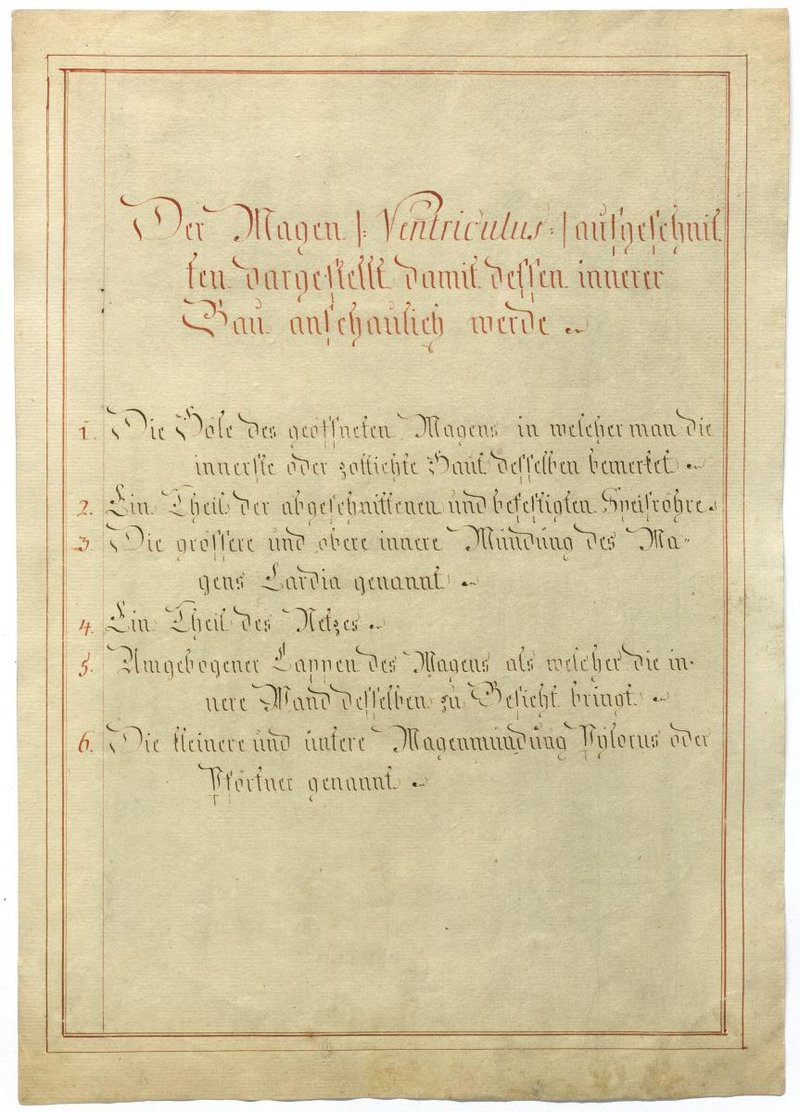 Der Magen |: Ventriculus :| aufgeschnit
ten dargestellt damit dessen innerer
Bau anschaulich werde
1. Die Höle des geöffneten Magens in welcher man die
innerste oder zottichte Haut desselben bemerket
2. Ein Theil der abgeschnittenen und befestigten Speisröhre
3. Die grössere und obere innere Mündung des Ma=
gens Cardia genannt
4. Ein Theil des Netzes
5. Umgebogener Lappen des Magens als welcher die in=
nere Wand desselben zu Gesicht bringt.
6. Die kleinere und untere Magenmündung Pylorus oder
Pförtner genannt